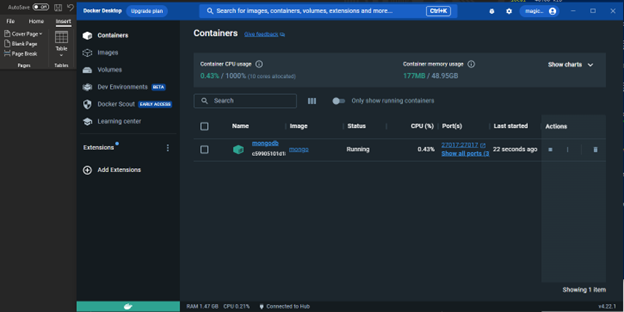 AutoSave Off
File Home Insert
Cover Page
Blank Page
Page Break
Table
Pages
Tables
Docker Desktop
Upgrade plan
Search for images, containers, volumes, extensions and more...
Ctrl+K
magic...
Containers
Images
Volumes
Dev Environments BETA
Docker Scout EARLY ACCESS
Learning center
Extensions
Add Extensions
Containers
Give feedback
Container CPU usage
0.43% / 1000% (10 cores allocated)
Container memory usage
177MB / 48.95GB
Show charts
Search
Only show running containers
Name Image Status CPU (%) Port(s) Last started Actions
mongodb
mongo Running 0.43% 27017:27017 22 seconds ago
Show all ports (3
Showing 1 item
RAM 1.47 GB CPU 0.21% Connected to Hub
v4.22.1